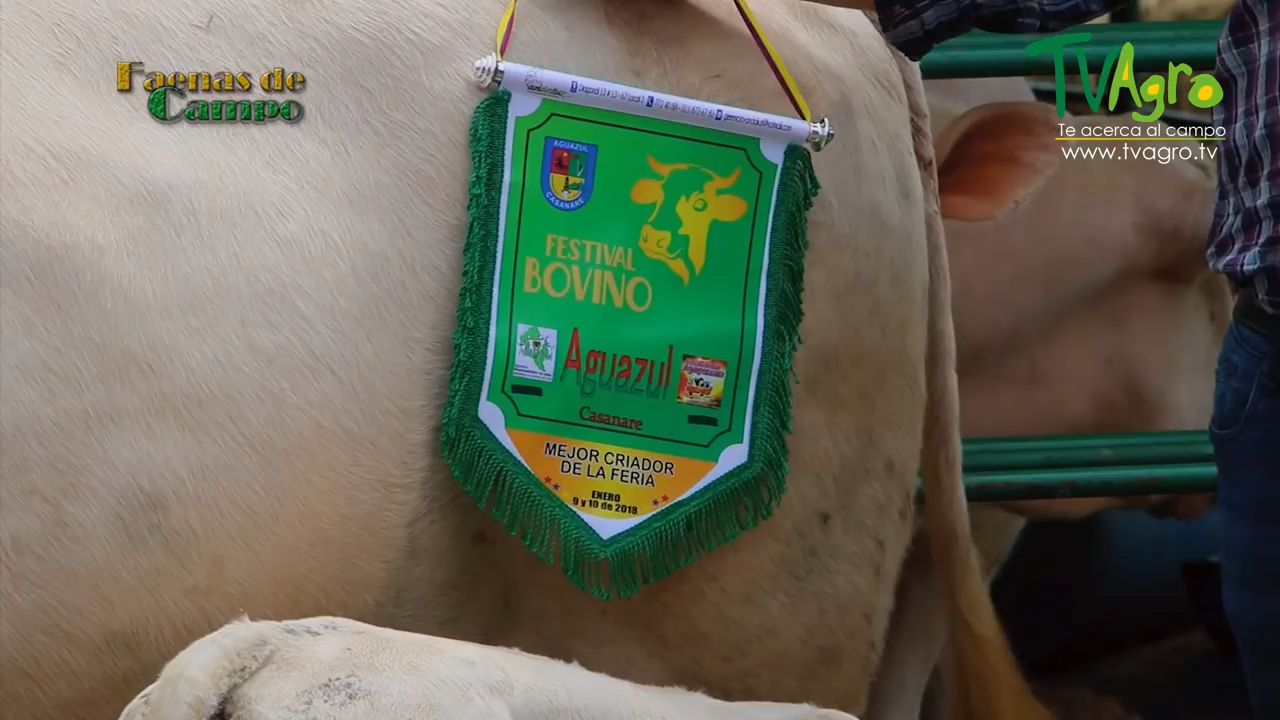 Faenas de
Campo
TVAgro
Te acerca al campo
www.tvagro.tv
AGUAZUL
CASANARE
FESTIVAL
BOVINO
Aguazul
Casanare
MEJOR CRIADOR
DE LA FERIA
ENERO
9 y 10 de 2018